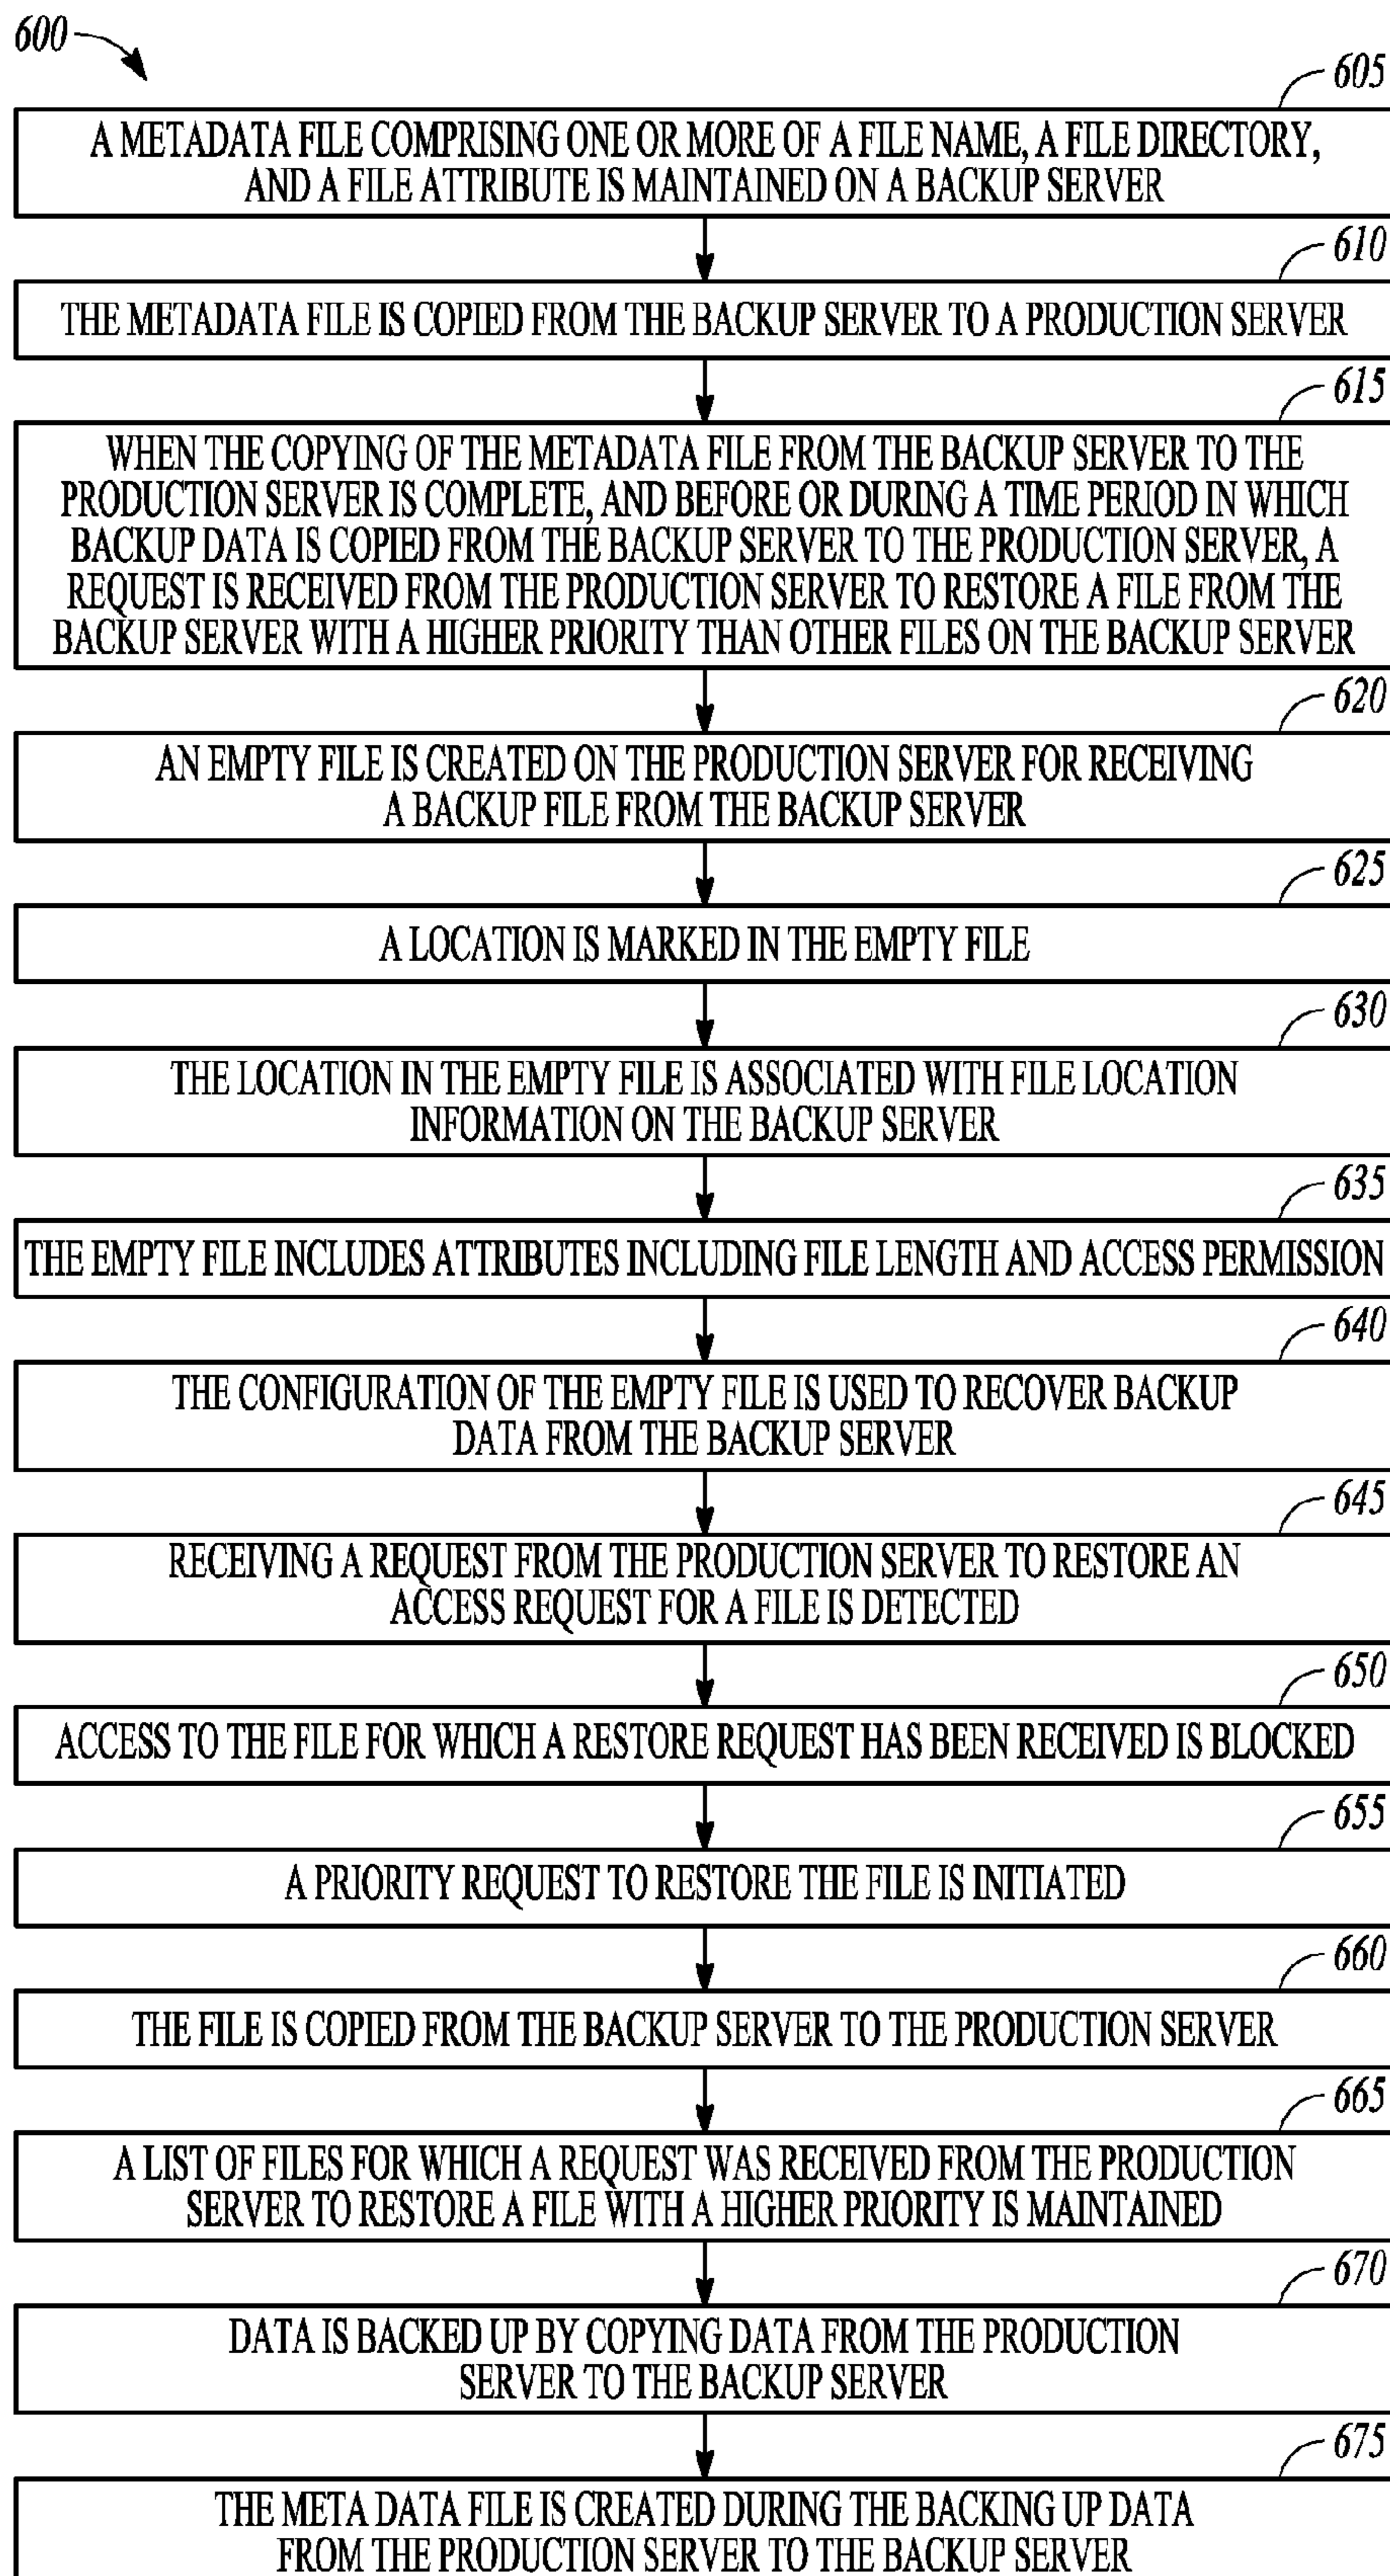 600
605
A METADATA FILE COMPRISING ONE OR MORE OF A FILE NAME, A FILE DIRECTORY,
AND A FILE ATTRIBUTE IS MAINTAINED ON A BACKUP SERVER
610
THE METADATA FILE IS COPIED FROM THE BACKUP SERVER TO A PRODUCTION SERVER
615
WHEN THE COPYING OF THE METADATA FILE FROM THE BACKUP SERVER TO THE
PRODUCTION SERVER IS COMPLETE, AND BEFORE OR DURING A TIME PERIOD IN WHICH
BACKUP DATA IS COPIED FROM THE BACKUP SERVER TO THE PRODUCTION SERVER, A
REQUEST IS RECEIVED FROM THE PRODUCTION SERVER TO RESTORE A FILE FROM THE
BACKUP SERVER WITH A HIGHER PRIORITY THAN OTHER FILES ON THE BACKUP SERVER
620
AN EMPTY FILE IS CREATED ON THE PRODUCTION SERVER FOR RECEIVING
A BACKUP FILE FROM THE BACKUP SERVER
625
A LOCATION IS MARKED IN THE EMPTY FILE
630
THE LOCATION IN THE EMPTY FILE IS ASSOCIATED WITH FILE LOCATION
INFORMATION ON THE BACKUP SERVER
635
THE EMPTY FILE INCLUDES ATTRIBUTES INCLUDING FILE LENGTH AND ACCESS PERMISSION
640
THE CONFIGURATION OF THE EMPTY FILE IS USED TO RECOVER BACKUP
DATA FROM THE BACKUP SERVER
645
RECEIVING A REQUEST FROM THE PRODUCTION SERVER TO RESTORE AN
ACCESS REQUEST FOR A FILE IS DETECTED
650
ACCESS TO THE FILE FOR WHICH A RESTORE REQUEST HAS BEEN RECEIVED IS BLOCKED
655
A PRIORITY REQUEST TO RESTORE THE FILE IS INITIATED
660
THE FILE IS COPIED FROM THE BACKUP SERVER TO THE PRODUCTION SERVER
665
A LIST OF FILES FOR WHICH A REQUEST WAS RECEIVED FROM THE PRODUCTION
SERVER TO RESTORE A FILE WITH A HIGHER PRIORITY IS MAINTAINED
670
DATA IS BACKED UP BY COPYING DATA FROM THE PRODUCTION
SERVER TO THE BACKUP SERVER
675
THE META DATA FILE IS CREATED DURING THE BACKING UP DATA
FROM THE PRODUCTION SERVER TO THE BACKUP SERVER